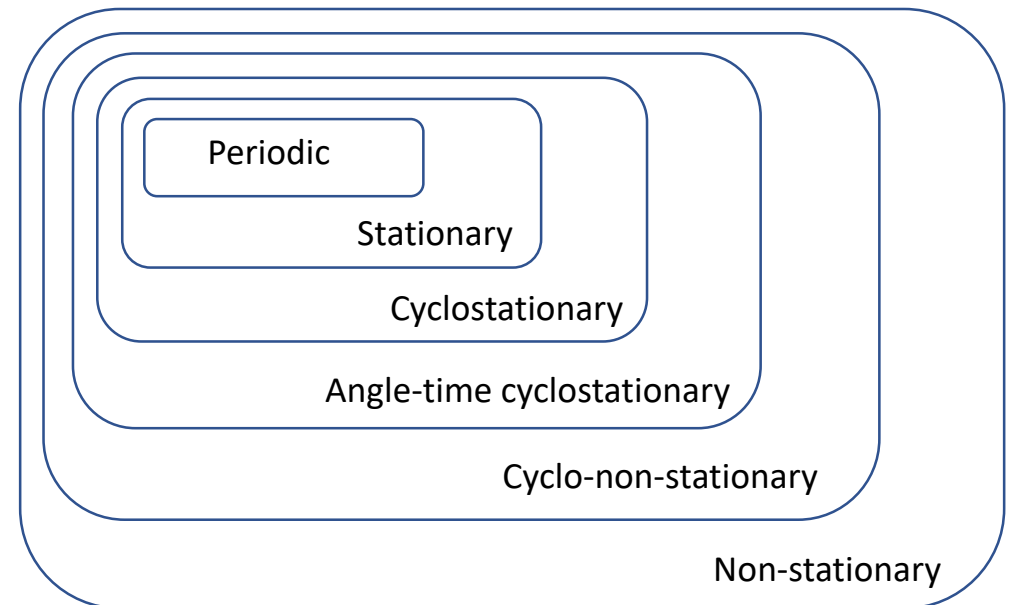 Periodic
Stationary
Cyclostationary
Angle-time cyclostationary
Cyclo-non-stationary
Non-stationary